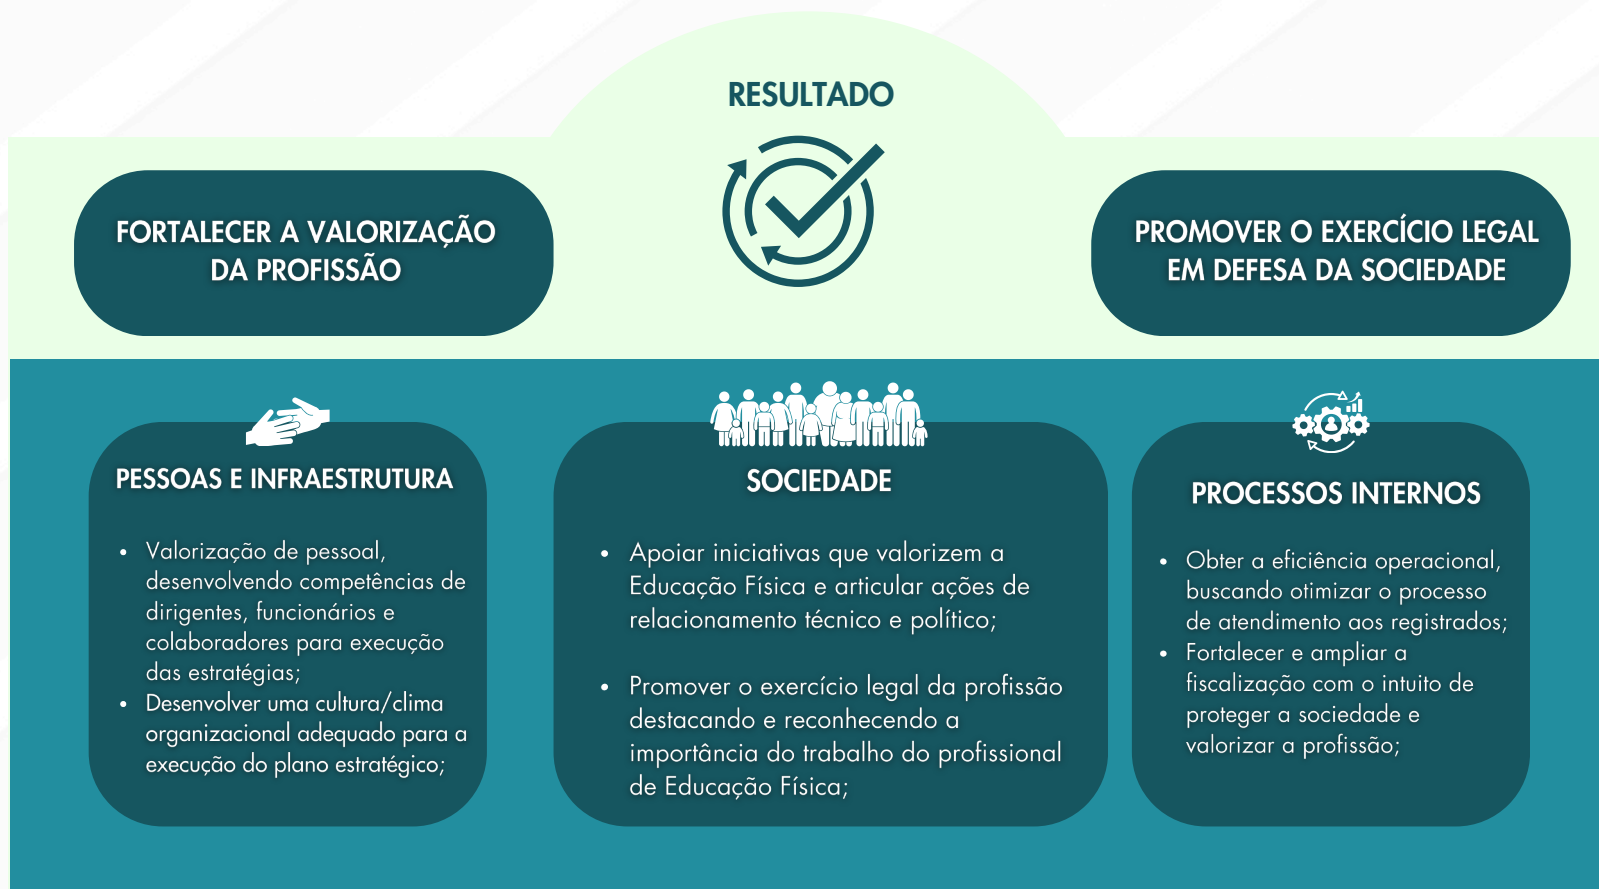 RESULTADO
FORTALECER A VALORIZAÇÃO
DA PROFISSÃO
PROMOVER O EXERCÍCIO LEGAL
EM DEFESA DA SOCIEDADE
PESSOAS E INFRAESTRUTURA
• Valorização de pessoal,
desenvolvendo competências de
dirigentes, funcionários e
colaboradores para execução
das estratégias;
• Desenvolver uma cultura/clima
organizacional adequado para a
execução do plano estratégico;
SOCIEDADE
• Apoiar iniciativas que valorizem a
Educação Física e articular ações de
relacionamento técnico e político;
• Promover o exercício legal da profissão
destacando e reconhecendo a
importância do trabalho do profissional
de Educação Física;
PROCESSOS INTERNOS
• Obter a eficiência operacional,
buscando otimizar o processo
de atendimento aos registrados;
• Fortalecer e ampliar a
fiscalização com o intuito de
proteger a sociedade e
valorizar a profissão;